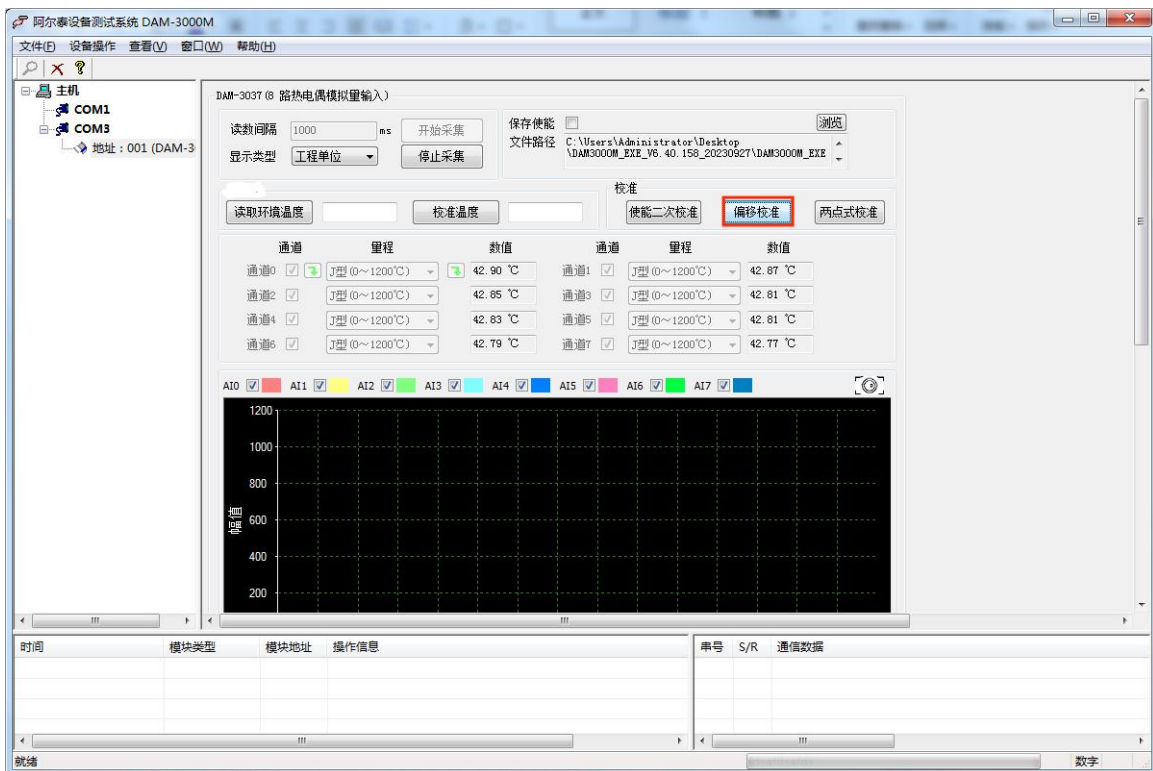 阿尔泰设备测试系统 DAM-3000M
文件(F) 设备操作 查看(V) 窗口(W) 帮助(H)
主机
COM1
COM3
地址：001 (DAM-3
DAM-3037(8 路热电偶模拟量输入)
读数间隔 1000 ms 开始采集
显示类型 工程单位 停止采集
保存使能 浏览
文件路径 C:\Users\Administrator\Desktop
\DAM3000M_EXE_V6.40.158_20230927\DAM3000M_EXE
校准
读取环境温度 校准温度 使能二次校准 偏移校准 两点式校准
通道 量程 数值 通道 量程 数值
通道0 J型(0～1200℃) 42.90 ℃ 通道1 J型(0～1200℃) 42.87 ℃
通道2 J型(0～1200℃) 42.85 ℃ 通道3 J型(0～1200℃) 42.81 ℃
通道4 J型(0～1200℃) 42.83 ℃ 通道5 J型(0～1200℃) 42.81 ℃
通道6 J型(0～1200℃) 42.79 ℃ 通道7 J型(0～1200℃) 42.77 ℃
AI0 AI1 AI2 AI3 AI4 AI5 AI6 AI7
1200
1000
800
600
400
200
幅值
时间 模块类型 模块地址 操作信息 串号 S/R 通信数据
就绪 数字